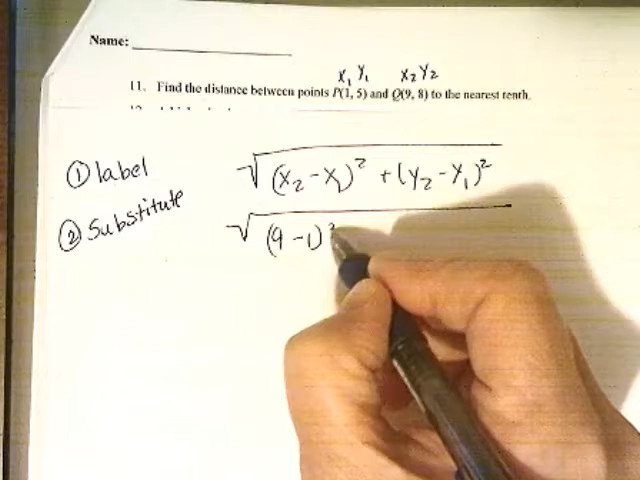 Name: ____________________
X₁ Y₁ X₂ Y₂
11. Find the distance between points P(1, 5) and Q(9, 8) to the nearest tenth.
① label √(X₂ - X₁)² + (Y₂ - Y₁)²
② Substitute √(9 - 1)²